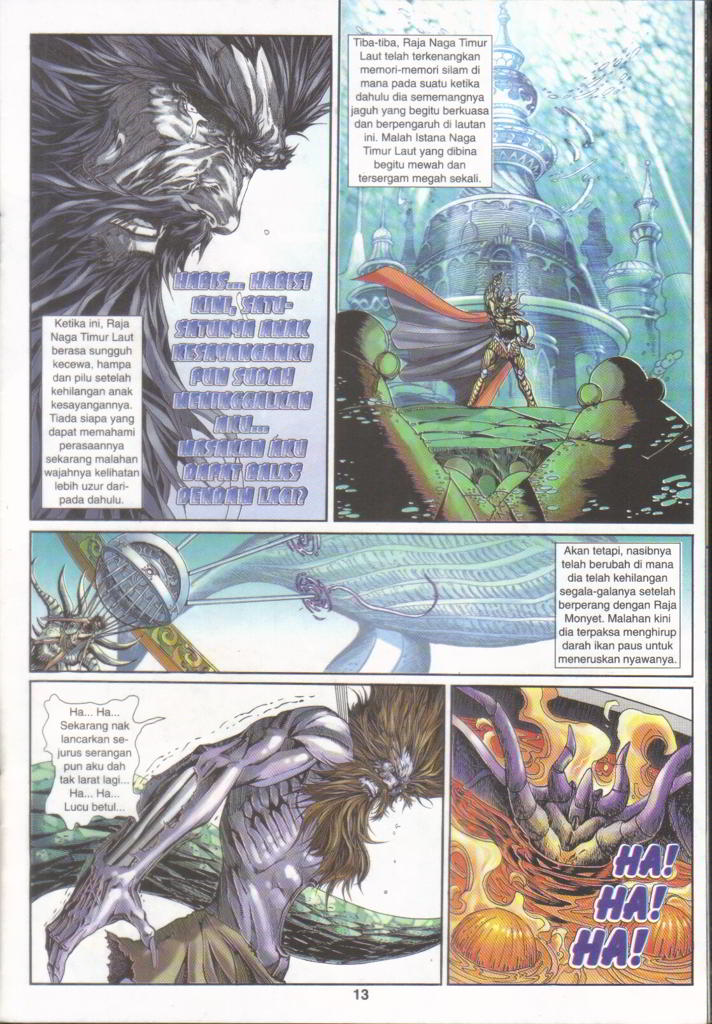 HABIS... HABIS!
KINI, SATU-
SATUNYA ANAK
KESAYANGANKU
PUN SUDAH
MENINGGALKAN
AKU...
MASAKAN AKU
DAPAT BALAS
DENDAM LAGI?
Ketika ini, Raja
Naga Timur Laut
berasa sungguh
kecewa, hampa
dan pilu setelah
kehilangan anak
kesayangannya.
Tiada siapa yang
dapat memahami
perasaannya
sekarang malahan
wajahnya kelihatan
lebih uzur dari-
pada dahulu.
Tiba-tiba, Raja Naga Timur
Laut telah terkenangkan
memori-memori silam di
mana pada suatu ketika
dahulu dia sememangnya
jaguh yang begitu berkuasa
dan berpengaruh di lautan
ini. Malah Istana Naga
Timur Laut yang dibina
begitu mewah dan
tersergam megah sekali.
Akan tetapi, nasibnya
telah berubah di mana
dia telah kehilangan
segala-galanya setelah
berperang dengan Raja
Monyet. Malahan kini
dia terpaksa menghirup
darah ikan paus untuk
meneruskan nyawanya.
Ha... Ha...
Sekarang nak
lancarkan se-
jurus serangan
pun aku dah
tak larat lagi...
Ha... Ha...
Lucu betul...
HA!
HA!
HA!
13